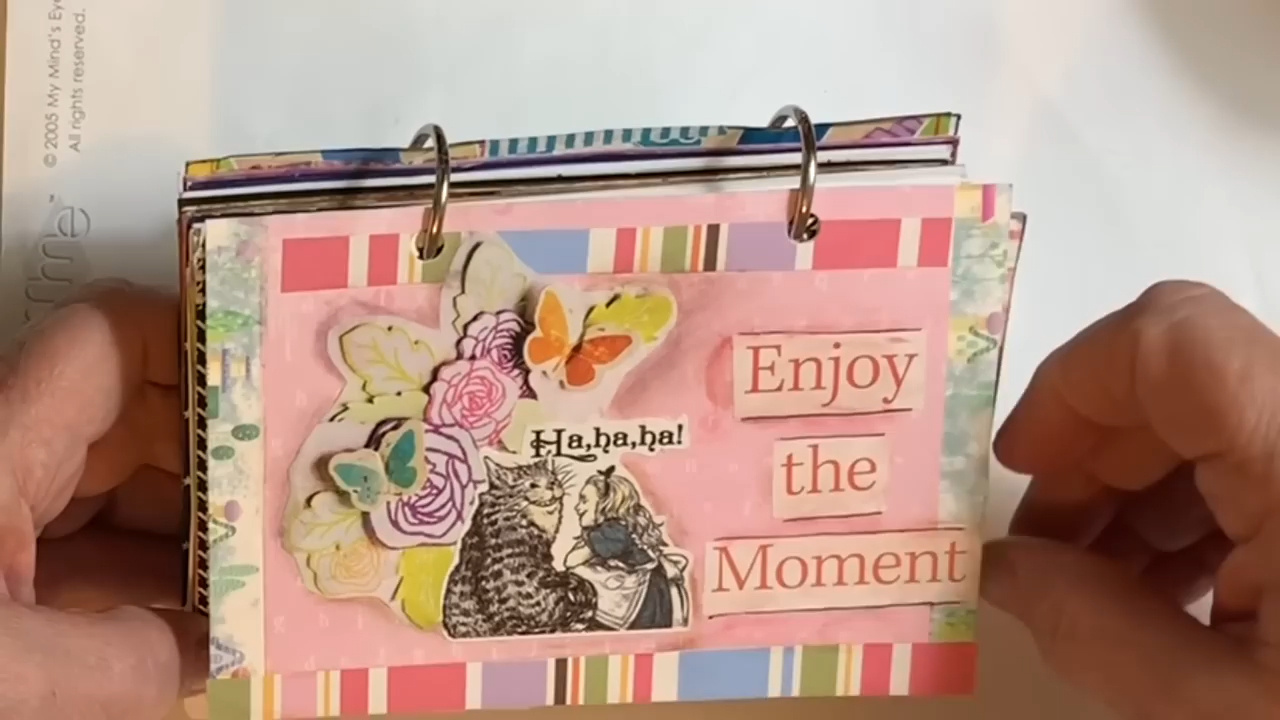 © 2005 My Mind's Eye
All rights reserved.
Ha,ha,ha!
Enjoy
the
Moment